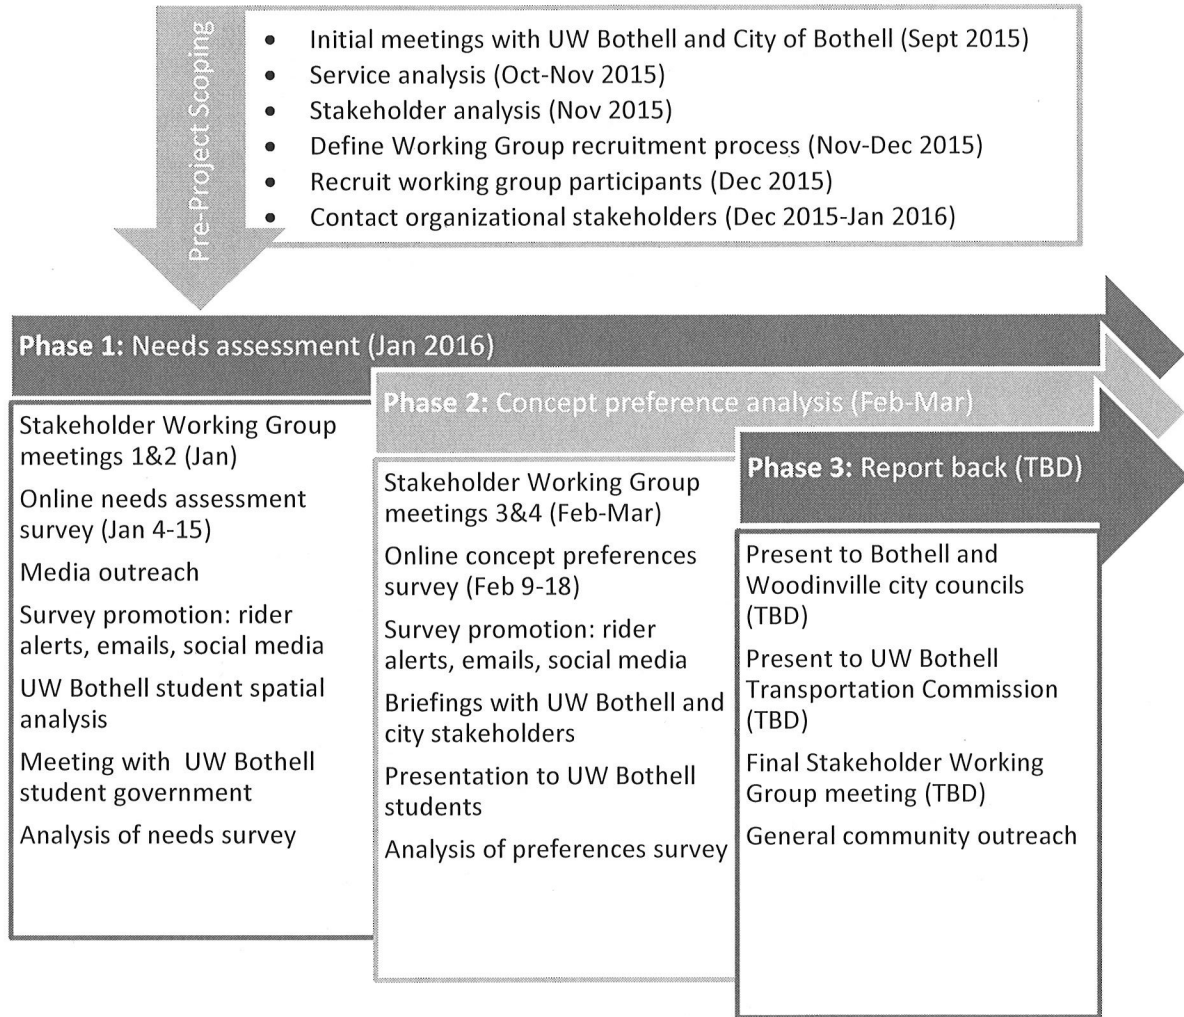 Pre-Project Scoping
• Initial meetings with UW Bothell and City of Bothell (Sept 2015)
• Service analysis (Oct-Nov 2015)
• Stakeholder analysis (Nov 2015)
• Define Working Group recruitment process (Nov-Dec 2015)
• Recruit working group participants (Dec 2015)
• Contact organizational stakeholders (Dec 2015-Jan 2016)
Phase 1: Needs assessment (Jan 2016)
Stakeholder Working Group
meetings 1&2 (Jan)
Online needs assessment
survey (Jan 4-15)
Media outreach
Survey promotion: rider
alerts, emails, social media
UW Bothell student spatial
analysis
Meeting with UW Bothell
student government
Analysis of needs survey
Phase 2: Concept preference analysis (Feb-Mar)
Stakeholder Working Group
meetings 3&4 (Feb-Mar)
Online concept preferences
survey (Feb 9-18)
Survey promotion: rider
alerts, emails, social media
Briefings with UW Bothell and
city stakeholders
Presentation to UW Bothell
students
Analysis of preferences survey
Phase 3: Report back (TBD)
Present to Bothell and
Woodinville city councils
(TBD)
Present to UW Bothell
Transportation Commission
(TBD)
Final Stakeholder Working
Group meeting (TBD)
General community outreach